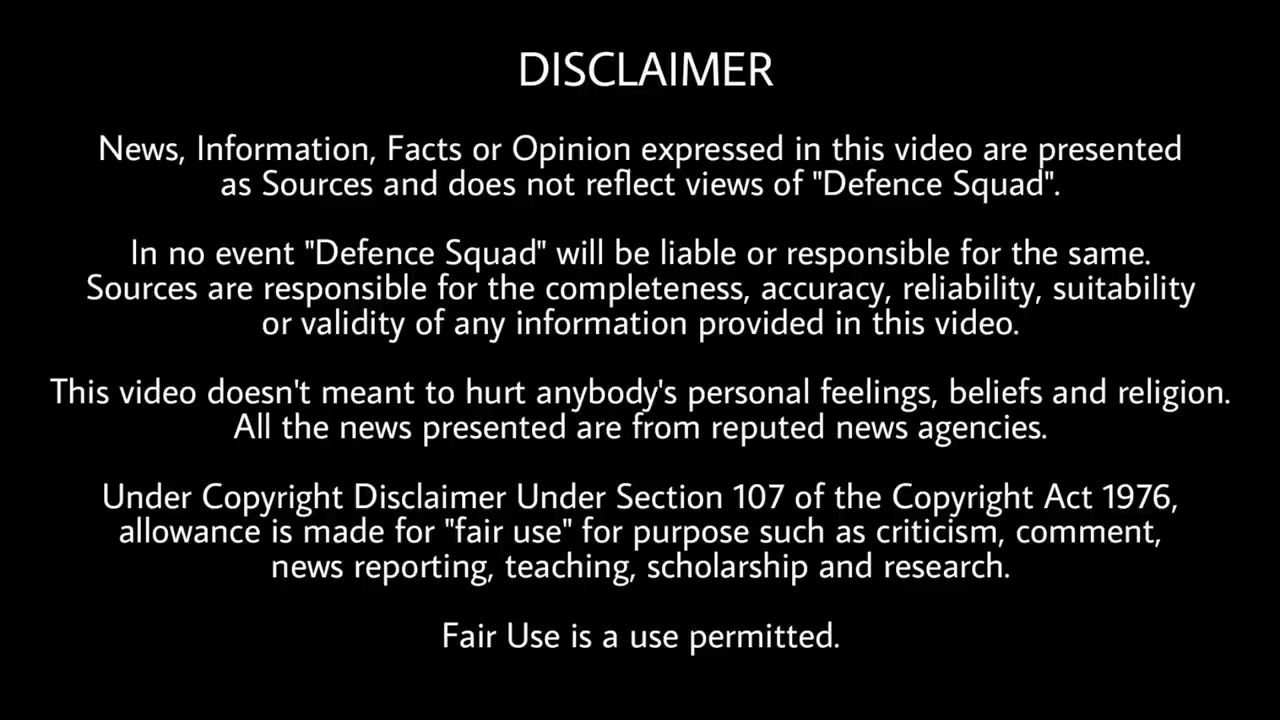 DISCLAIMER
News, Information, Facts or Opinion expressed in this video are presented
as Sources and does not reflect views of "Defence Squad".
In no event "Defence Squad" will be liable or responsible for the same.
Sources are responsible for the completeness, accuracy, reliability, suitability
or validity of any information provided in this video.
This video doesn't meant to hurt anybody's personal feelings, beliefs and religion.
All the news presented are from reputed news agencies.
Under Copyright Disclaimer Under Section 107 of the Copyright Act 1976,
allowance is made for "fair use" for purpose such as criticism, comment,
news reporting, teaching, scholarship and research.
Fair Use is a use permitted.